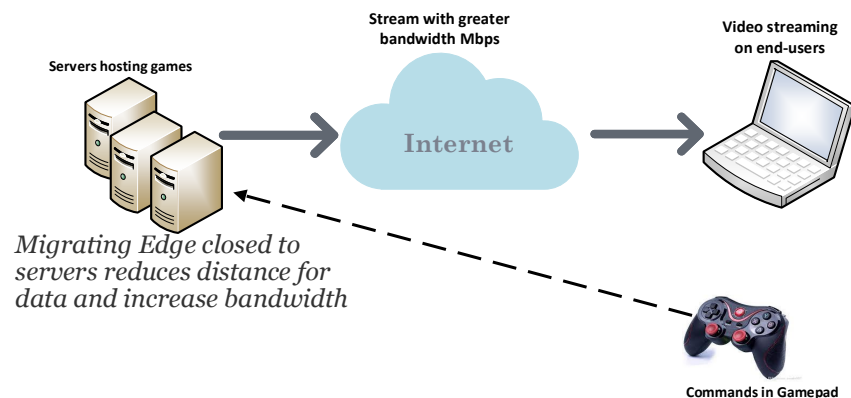 Stream with greater
bandwidth Mbps
Video streaming
on end-users
Servers hosting games
Internet
Migrating Edge closed to
servers reduces distance for
data and increase bandwidth
Commands in Gamepad